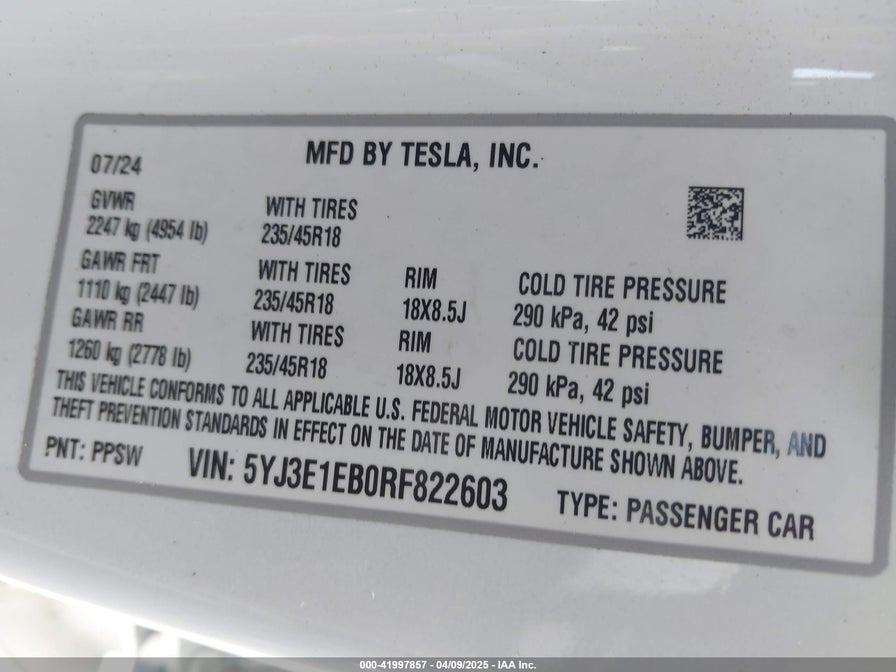 07/24
MFD BY TESLA, INC.
GVWR
2247 kg (4954 lb)
WITH TIRES
235/45R18
GAWR FRT
1110 kg (2447 lb)
WITH TIRES
235/45R18
RIM
18X8.5J
COLD TIRE PRESSURE
290 kPa, 42 psi
GAWR RR
1260 kg (2778 lb)
WITH TIRES
235/45R18
RIM
18X8.5J
COLD TIRE PRESSURE
290 kPa, 42 psi
THIS VEHICLE CONFORMS TO ALL APPLICABLE U.S. FEDERAL MOTOR VEHICLE SAFETY, BUMPER, AND
THEFT PREVENTION STANDARDS IN EFFECT ON THE DATE OF MANUFACTURE SHOWN ABOVE.
PNT: PPSW
VIN: 5YJ3E1EB0RF822603
TYPE: PASSENGER CAR
000-41997857 - 04/09/2025 - IAA Inc.